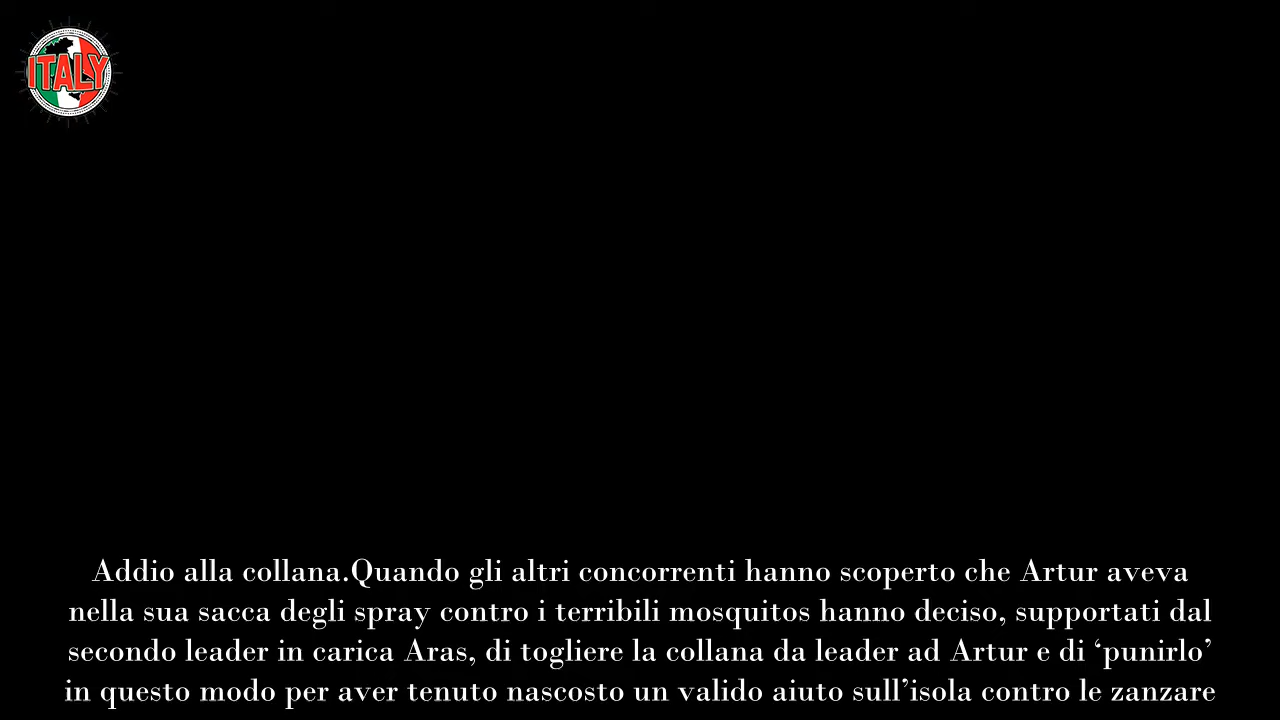 ITALY
Addio alla collana.Quando gli altri concorrenti hanno scoperto che Artur aveva
nella sua sacca degli spray contro i terribili mosquitos hanno deciso, supportati dal
secondo leader in carica Aras, di togliere la collana da leader ad Artur e di ‘punirlo’
in questo modo per aver tenuto nascosto un valido aiuto sull’isola contro le zanzare